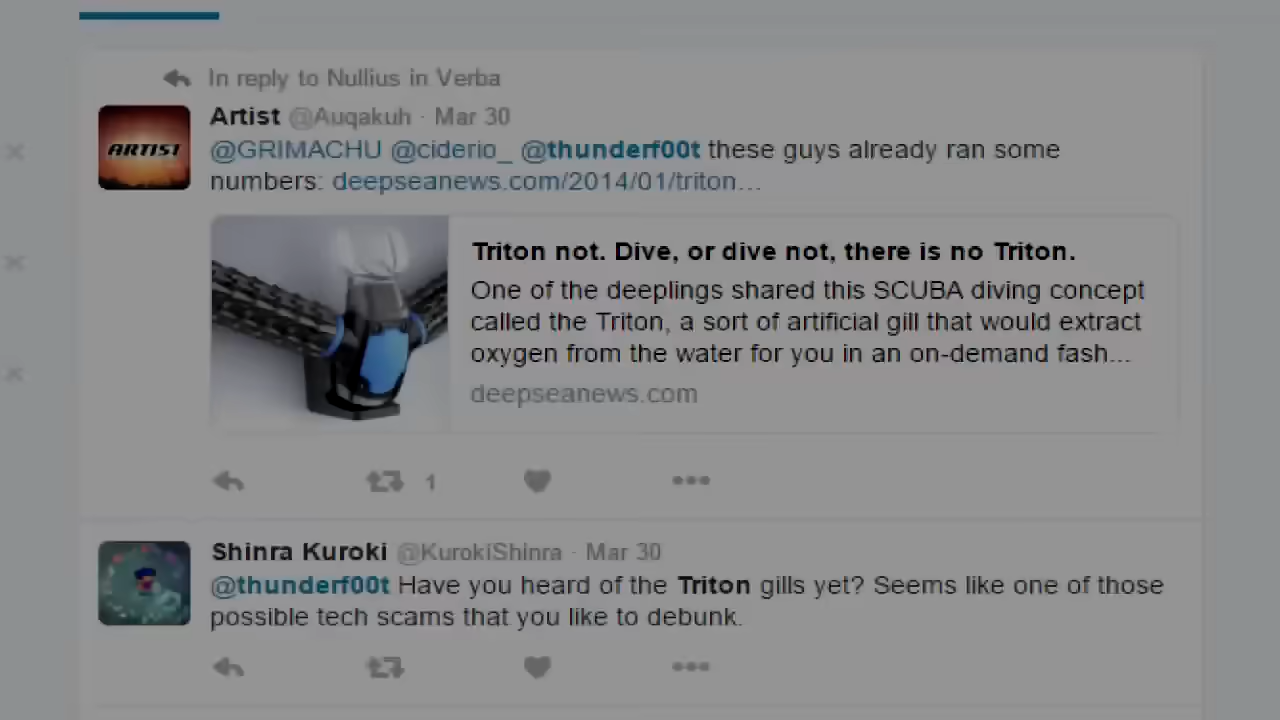 In reply to Nullius in Verba
Artist @Auqakuh · Mar 30
ARTIST
@GRIMACHU @ciderio_ @thunderf00t these guys already ran some
numbers: deepseanews.com/2014/01/triton...
Triton not. Dive, or dive not, there is no Triton.
One of the deeplings shared this SCUBA diving concept
called the Triton, a sort of artificial gill that would extract
oxygen from the water for you in an on-demand fash...
deepseanews.com
1
Shinra Kuroki @KurokiShinra · Mar 30
@thunderf00t Have you heard of the Triton gills yet? Seems like one of those
possible tech scams that you like to debunk.